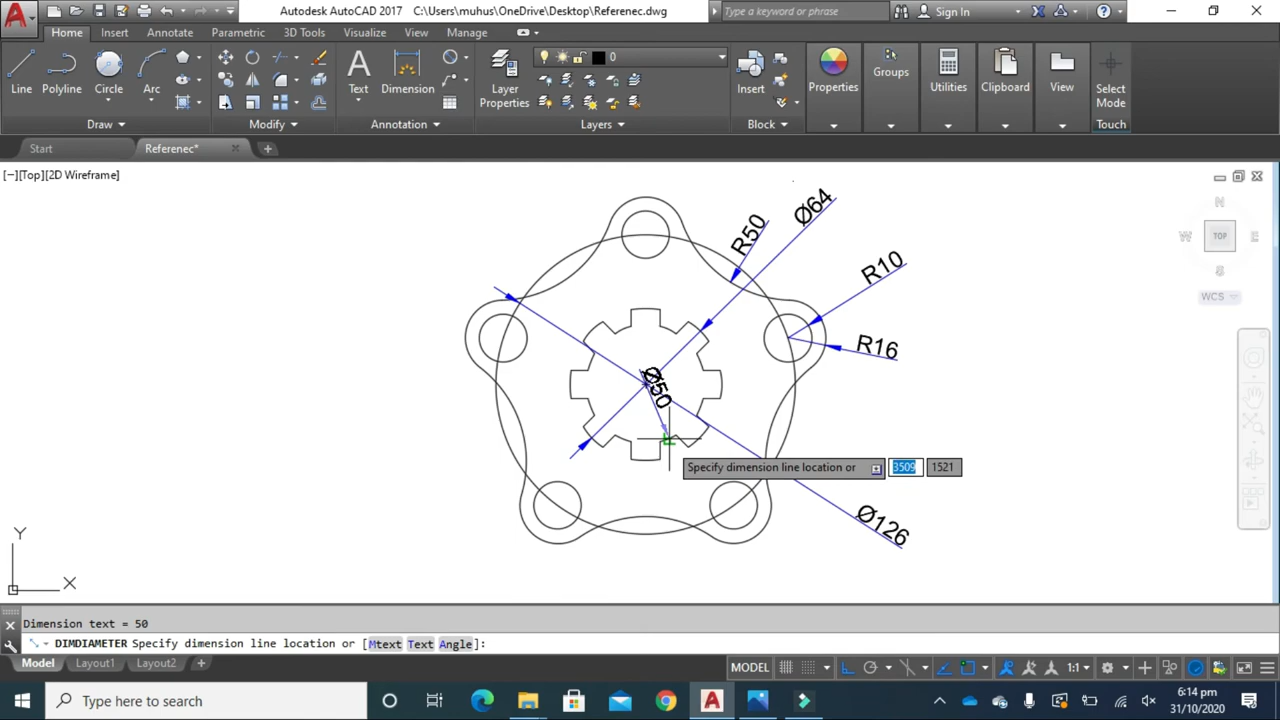 Autodesk AutoCAD 2017 C:\Users\muhus\OneDrive\Desktop\Referenec.dwg
Type a keyword or phrase
Sign In
Home Insert Annotate Parametric 3D Tools Visualize View Manage
Line Polyline Circle Arc
Text Dimension
Layer Properties
0
Insert
Properties
Groups
Utilities
Clipboard
View
Select Mode
Draw Modify Annotation Layers Block Touch
Start Referenec*
[−][Top][2D Wireframe]
N
W TOP E
S
WCS
Ø64
R50
R10
R16
Ø50
Ø126
Specify dimension line location or 3509 1521
Y
X
Dimension text = 50
DIMDIAMETER Specify dimension line location or [Mtext Text Angle]:
Model Layout1 Layout2 +
MODEL 1:1
Type here to search
6:14 pm
31/10/2020